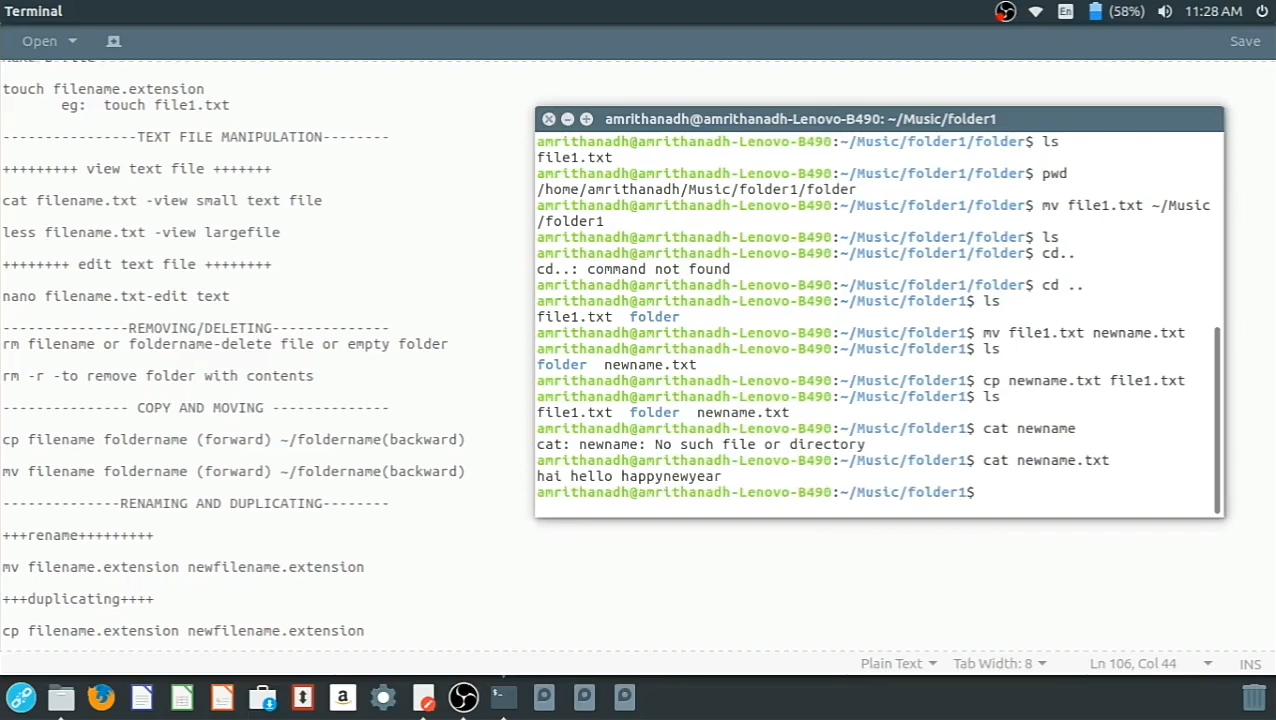 Terminal
En
(58%)
11:28 AM
Open
Save
touch filename.extension
eg:  touch file1.txt
----------------TEXT FILE MANIPULATION--------
+++++++++ view text file +++++++
cat filename.txt -view small text file
less filename.txt -view largefile
++++++++ edit text file ++++++++
nano filename.txt-edit text
---------------REMOVING/DELETING--------------
rm filename or foldername-delete file or empty folder
rm -r -to remove folder with contents
--------------- COPY AND MOVING --------------
cp filename foldername (forward) ~/foldername(backward)
mv filename foldername (forward) ~/foldername(backward)
--------------RENAMING AND DUPLICATING--------
+++rename+++++++++
mv filename.extension newfilename.extension
+++duplicating++++
cp filename.extension newfilename.extension
amrithanadh@amrithanadh-Lenovo-B490: ~/Music/folder1
amrithanadh@amrithanadh-Lenovo-B490:~/Music/folder1/folder$ ls
file1.txt
amrithanadh@amrithanadh-Lenovo-B490:~/Music/folder1/folder$ pwd
/home/amrithanadh/Music/folder1/folder
amrithanadh@amrithanadh-Lenovo-B490:~/Music/folder1/folder$ mv file1.txt ~/Music
/folder1
amrithanadh@amrithanadh-Lenovo-B490:~/Music/folder1/folder$ ls
amrithanadh@amrithanadh-Lenovo-B490:~/Music/folder1/folder$ cd..
cd..: command not found
amrithanadh@amrithanadh-Lenovo-B490:~/Music/folder1/folder$ cd ..
amrithanadh@amrithanadh-Lenovo-B490:~/Music/folder1$ ls
file1.txt  folder
amrithanadh@amrithanadh-Lenovo-B490:~/Music/folder1$ mv file1.txt newname.txt
amrithanadh@amrithanadh-Lenovo-B490:~/Music/folder1$ ls
folder  newname.txt
amrithanadh@amrithanadh-Lenovo-B490:~/Music/folder1$ cp newname.txt file1.txt
amrithanadh@amrithanadh-Lenovo-B490:~/Music/folder1$ ls
file1.txt  folder  newname.txt
amrithanadh@amrithanadh-Lenovo-B490:~/Music/folder1$ cat newname
cat: newname: No such file or directory
amrithanadh@amrithanadh-Lenovo-B490:~/Music/folder1$ cat newname.txt
hai hello happynewyear
amrithanadh@amrithanadh-Lenovo-B490:~/Music/folder1$
Plain Text
Tab Width: 8
Ln 106, Col 44
INS
a